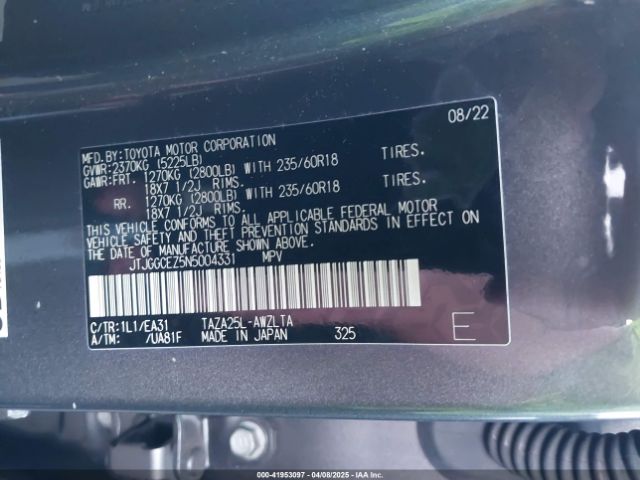 08/22
MFD.BY:TOYOTA MOTOR CORPORATION
GVWR:2370KG (5225LB)
GAWR:FRT. 1270KG (2800LB) WITH 235/60R18 TIRES.
18X7 1/2J RIMS.
RR. 1270KG (2800LB) WITH 235/60R18 TIRES.
18X7 1/2J RIMS.
THIS VEHICLE CONFORMS TO ALL APPLICABLE FEDERAL MOTOR
VEHICLE SAFETY AND THEFT PREVENTION STANDARDS IN EFFECT ON
THE DATE OF MANUFACTURE SHOWN ABOVE.
JTJGGCEZ5N5004331 MPV
C/TR:1L1/EA31 TAZA25L-AWZLTA
A/TM: /UA81F MADE IN JAPAN 325 E
000-41953097 - 04/08/2025 - IAA Inc.